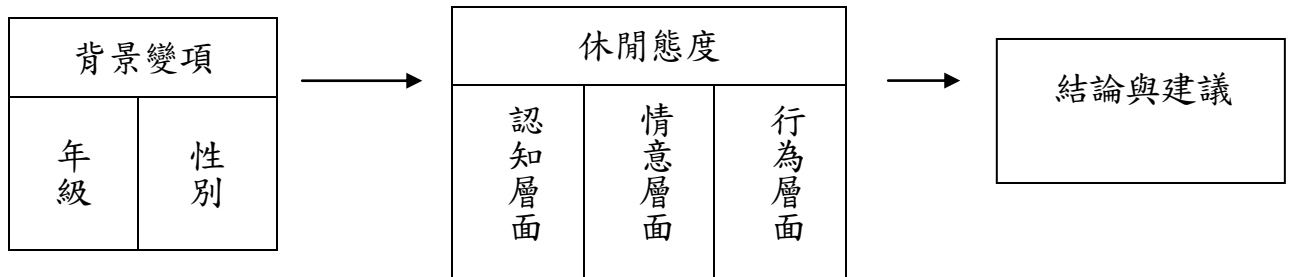 背景變項
年級
性別
休閒態度
認知層面
情意層面
行為層面
結論與建議